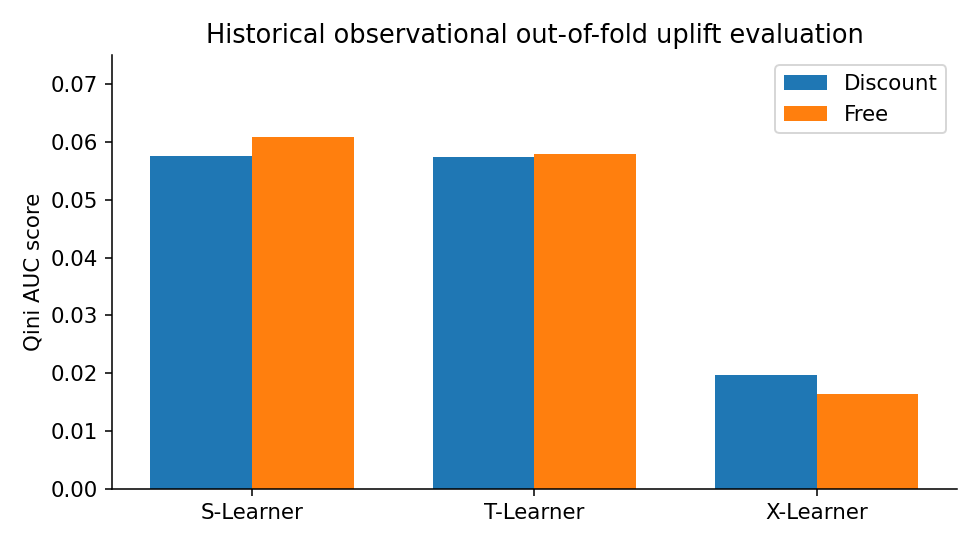 Historical observational out-of-fold uplift evaluation
Discount
Free
Qini AUC score
0.07
0.06
0.05
0.04
0.03
0.02
0.01
0.00
S-Learner
T-Learner
X-Learner